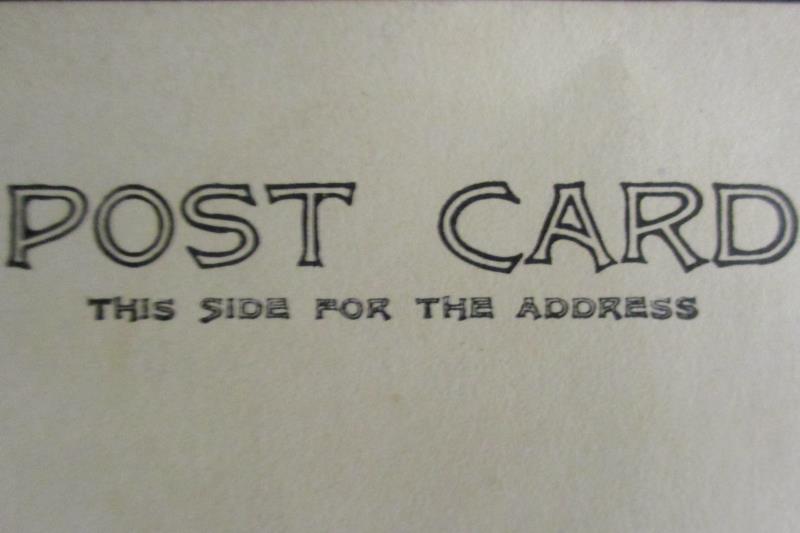 POST CARD
THIS SIDE FOR THE ADDRESS